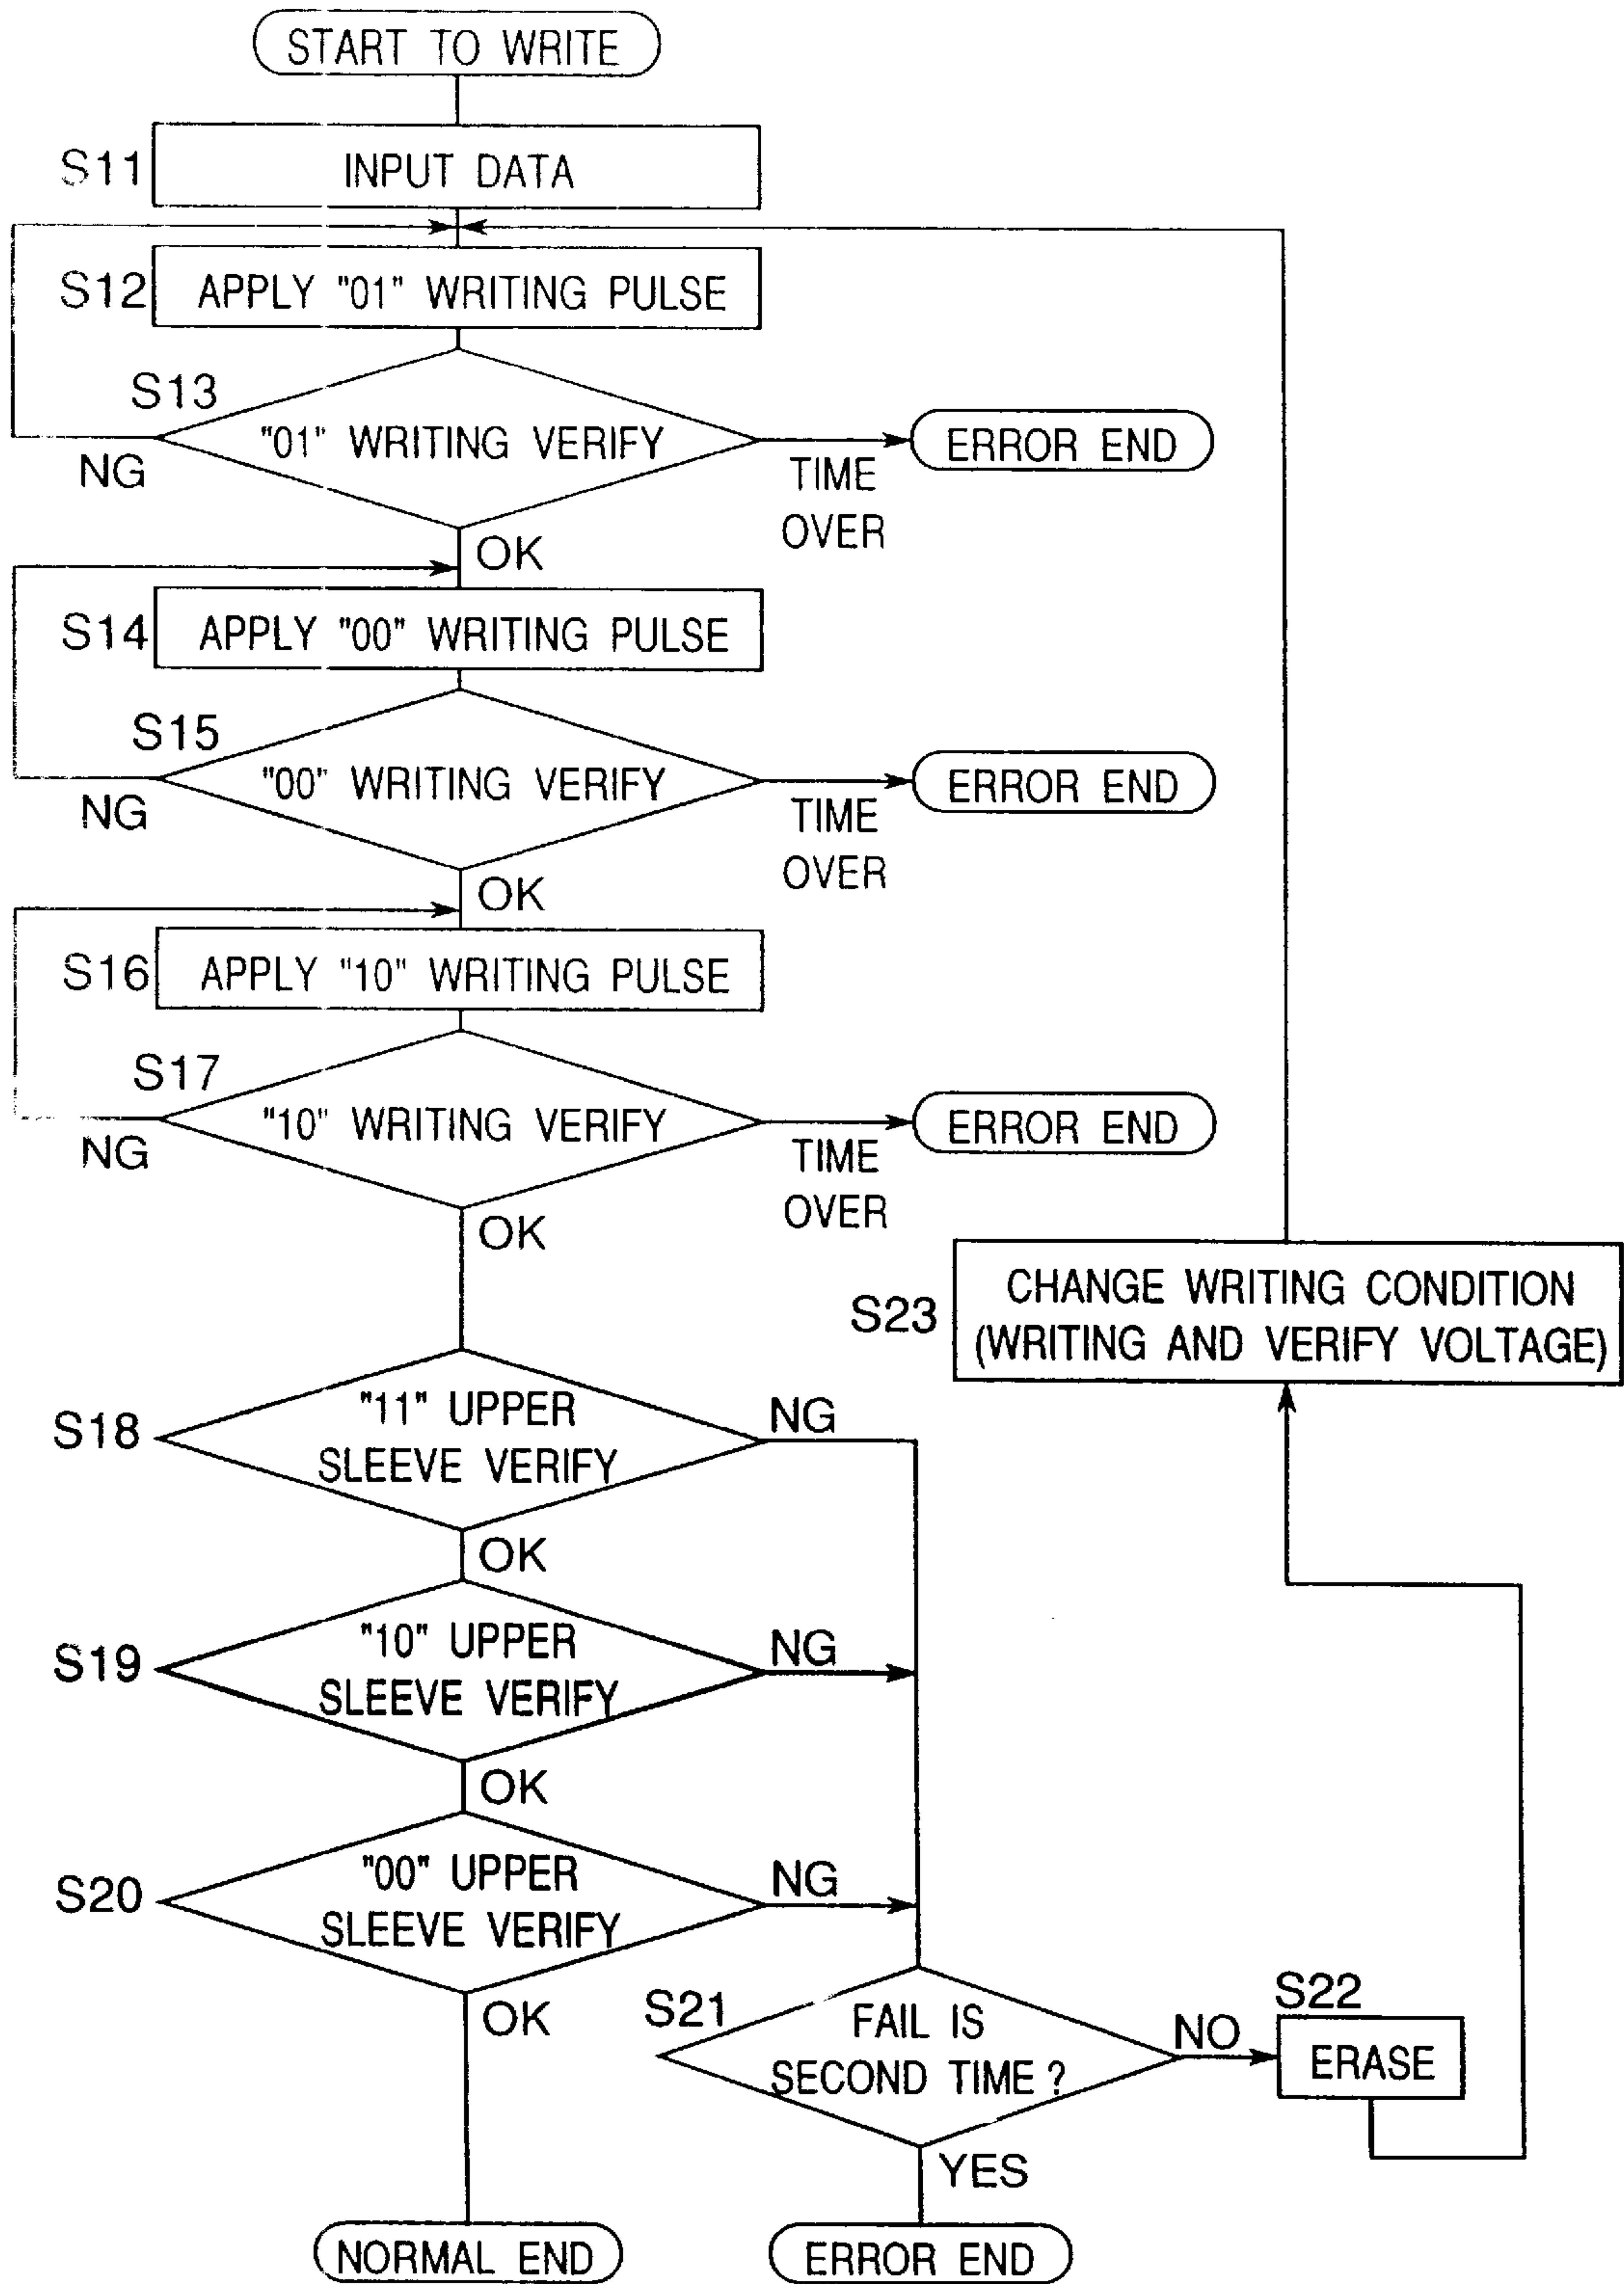 START TO WRITE
S11
INPUT DATA
S12
APPLY "01" WRITING PULSE
S13
"01" WRITING VERIFY
NG
TIME
OVER
ERROR END
OK
S14
APPLY "00" WRITING PULSE
S15
"00" WRITING VERIFY
NG
TIME
OVER
ERROR END
OK
S16
APPLY "10" WRITING PULSE
S17
"10" WRITING VERIFY
NG
TIME
OVER
ERROR END
OK
S23
CHANGE WRITING CONDITION
(WRITING AND VERIFY VOLTAGE)
S18
"11" UPPER
SLEEVE VERIFY
NG
OK
S19
"10" UPPER
SLEEVE VERIFY
NG
OK
S20
"00" UPPER
SLEEVE VERIFY
NG
OK
S21
FAIL IS
SECOND TIME?
NO
S22
ERASE
YES
NORMAL END
ERROR END